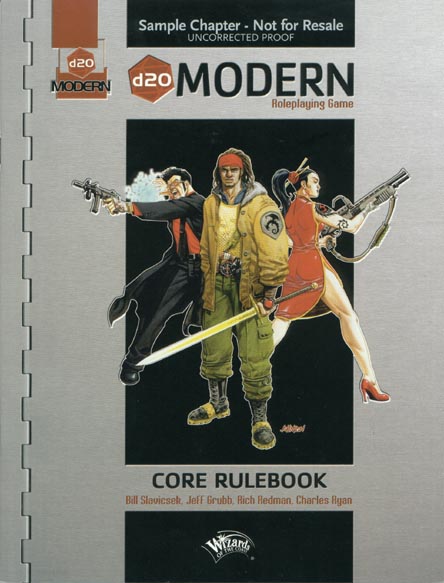 Sample Chapter - Not for Resale
UNCORRECTED PROOF
d20
MODERN
d20 MODERN
Roleplaying Game
CORE RULEBOOK
Bill Slavicsek, Jeff Grubb, Rich Redman, Charles Ryan
Wizards
OF THE COAST